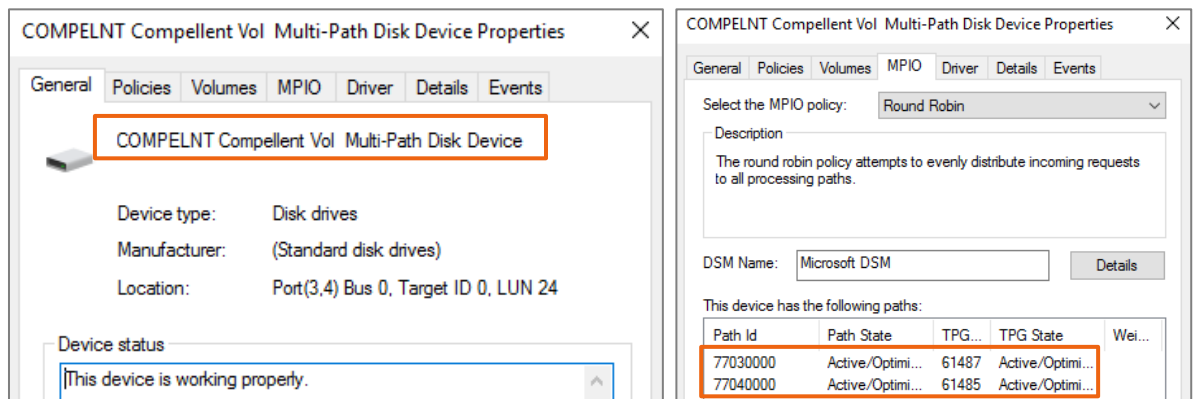 COMPELNT Compellent Vol  Multi-Path Disk Device Properties
General Policies Volumes MPIO Driver Details Events
COMPELNT Compellent Vol  Multi-Path Disk Device
Device type: Disk drives
Manufacturer: (Standard disk drives)
Location: Port(3,4) Bus 0, Target ID 0, LUN 24
Device status
This device is working properly.
COMPELNT Compellent Vol  Multi-Path Disk Device Properties
General Policies Volumes MPIO Driver Details Events
Select the MPIO policy: Round Robin
Description
The round robin policy attempts to evenly distribute incoming requests
to all processing paths.
DSM Name: Microsoft DSM Details
This device has the following paths:
Path Id Path State TPG... TPG State Wei...
77030000 Active/Optimi... 61487 Active/Optimi...
77040000 Active/Optimi... 61485 Active/Optimi...